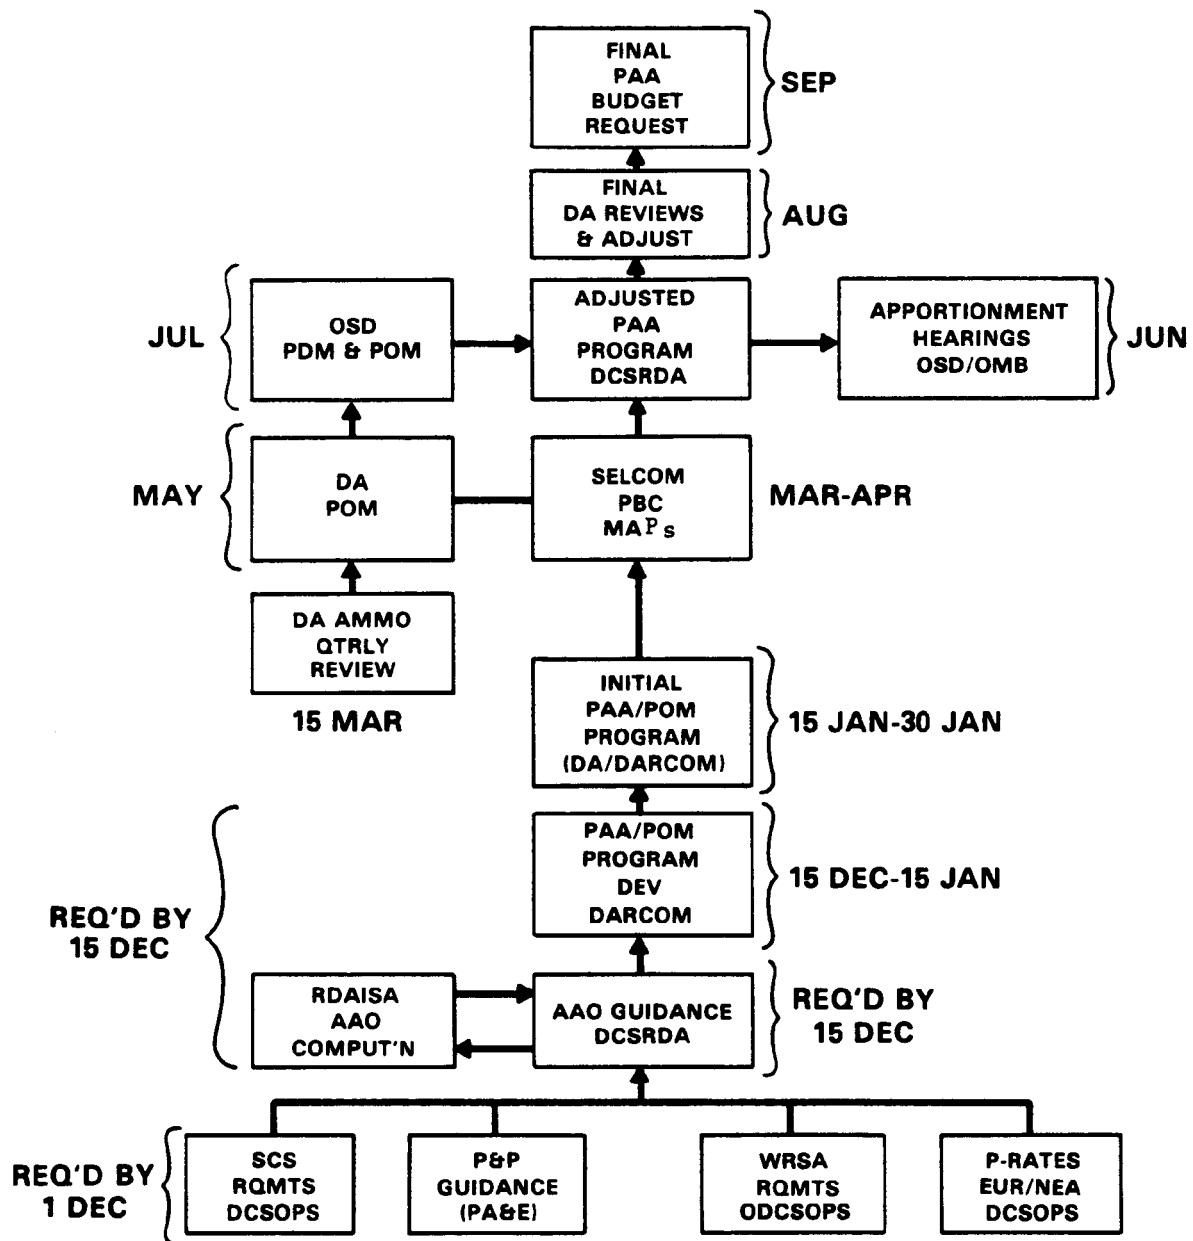 FINAL
PAA
BUDGET
REQUEST
SEP
FINAL
DA REVIEWS
& ADJUST
AUG
JUL
OSD
PDM & POM
ADJUSTED
PAA
PROGRAM
DCSRDA
APPORTIONMENT
HEARINGS
OSD/OMB
JUN
MAY
DA
POM
SELCOM
PBC
MAPs
MAR-APR
DA AMMO
QTRLY
REVIEW
15 MAR
INITIAL
PAA/POM
PROGRAM
(DA/DARCOM)
15 JAN-30 JAN
PAA/POM
PROGRAM
DEV
DARCOM
15 DEC-15 JAN
REQ'D BY
15 DEC
RDAISA
AAO
COMPUT'N
AAO GUIDANCE
DCSRDA
REQ'D BY
15 DEC
REQ'D BY
1 DEC
SCS
RQMTS
DCSOPS
P&P
GUIDANCE
(PA&E)
WRSA
RQMTS
ODCSOPS
P-RATES
EUR/NEA
DCSOPS